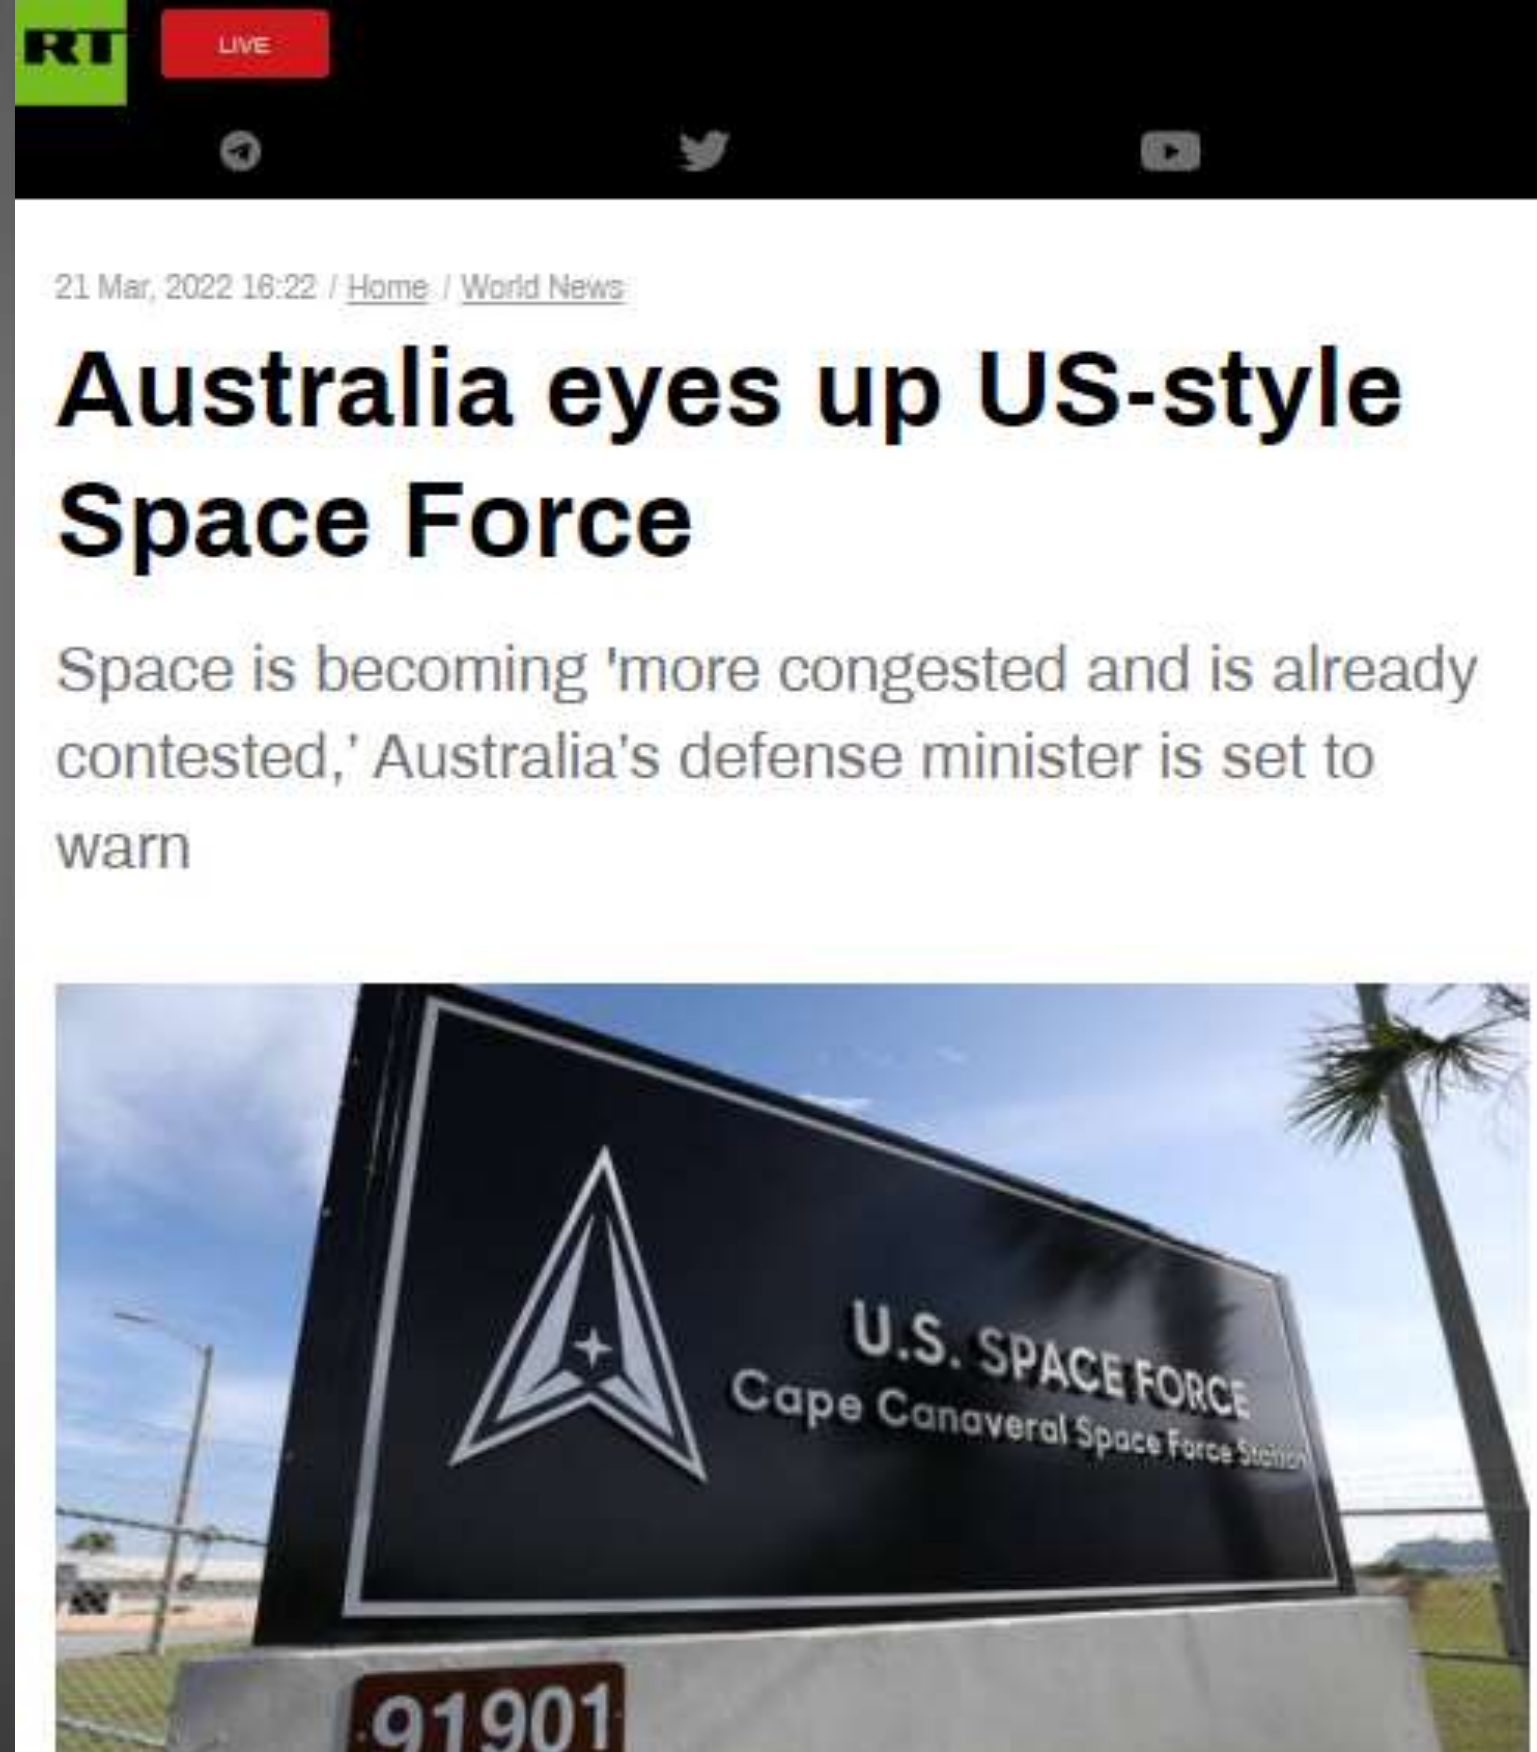 RT
LIVE
21 Mar, 2022 16:22 / Home / World News
Australia eyes up US-style
Space Force
Space is becoming 'more congested and is already
contested,’ Australia’s defense minister is set to
warn
U.S. SPACE FORCE
Cape Canaveral Space Force Station
91901